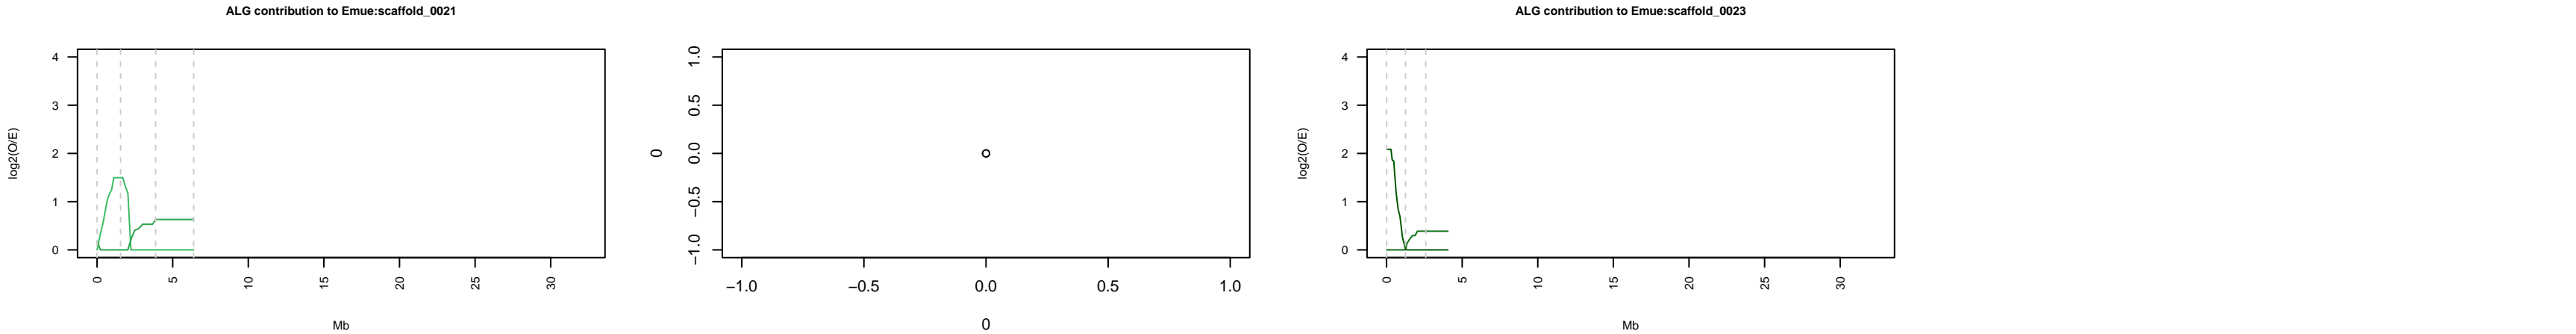 ALG contribution to Emue:scaffold_0021
log2(O/E)
4
3
2
1
0
0 5 10 15 20 25 30
Mb
0
1.0
0.5
0.0
−0.5
−1.0
−1.0 −0.5 0.0 0.5 1.0
0
ALG contribution to Emue:scaffold_0023
log2(O/E)
4
3
2
1
0
0 5 10 15 20 25 30
Mb